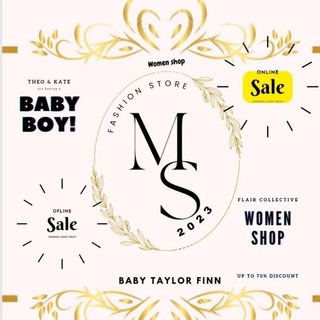 Women shop
FASHION STORE
MS
2023
THEO & KATE
are having a
BABY
BOY!
ONLINE
Sale
OFLINE
Sale
FLAIR COLLECTIVE
WOMEN
SHOP
UP TO 70% DISCOUNT
BABY TAYLOR FINN